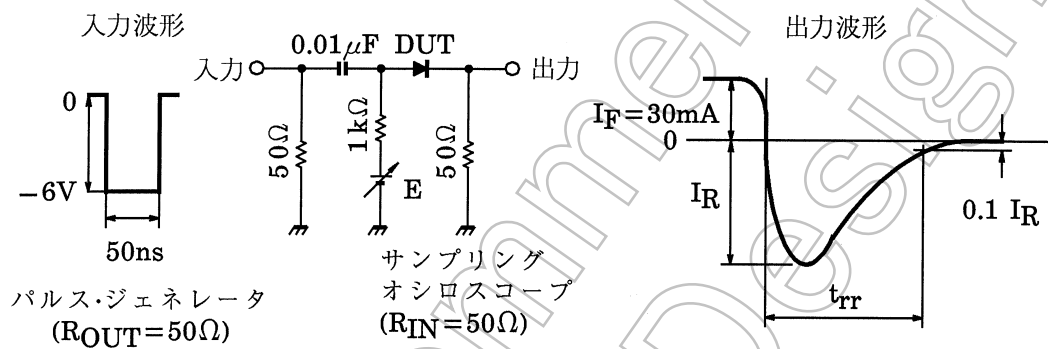 入力波形
0
−6V
50ns
パルス・ジェネレータ
(ROUT=50Ω)
0.01μF DUT
入力
出力
50Ω
1kΩ
E
50Ω
サンプリング
オシロスコープ
(RIN=50Ω)
出力波形
IF=30mA
0
IR
0.1 IR
trr